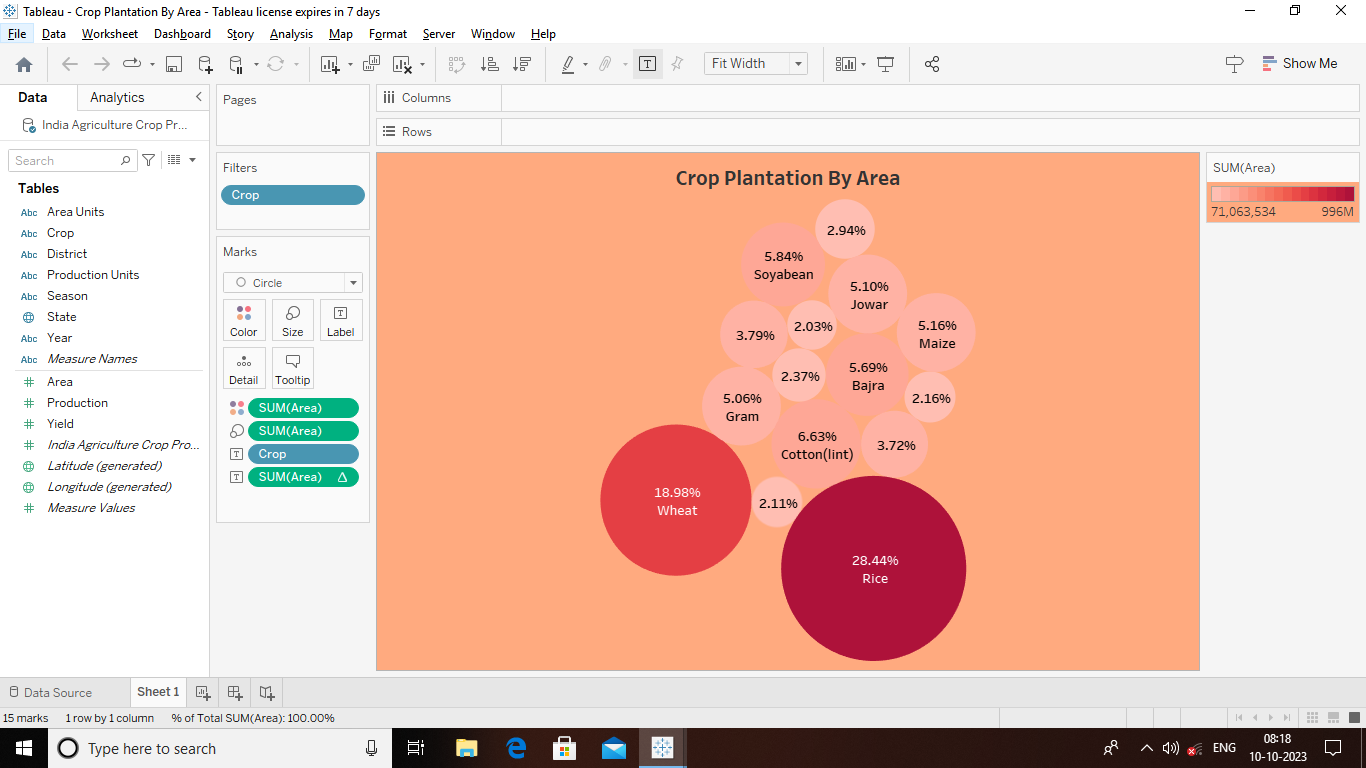 Tableau - Crop Plantation By Area - Tableau license expires in 7 days
File Data Worksheet Dashboard Story Analysis Map Format Server Window Help
Fit Width
Show Me
Data Analytics
India Agriculture Crop Pr...
Search
Tables
Abc Area Units
Abc Crop
Abc District
Abc Production Units
Abc Season
State
Abc Year
Abc Measure Names
Area
Production
Yield
India Agriculture Crop Pro...
Latitude (generated)
Longitude (generated)
Measure Values
Pages
Filters
Crop
Marks
Circle
Color Size Label
Detail Tooltip
SUM(Area)
SUM(Area)
Crop
SUM(Area)
Columns
Rows
Crop Plantation By Area
2.94%
5.84%
Soyabean
5.10%
Jowar
2.03%
3.79%
5.16%
Maize
2.37%
5.69%
Bajra
5.06%
Gram
2.16%
6.63%
Cotton(lint)
3.72%
18.98%
Wheat
2.11%
28.44%
Rice
SUM(Area)
71,063,534 996M
Data Source Sheet 1
15 marks 1 row by 1 column % of Total SUM(Area): 100.00%
Type here to search
ENG
08:18
10-10-2023